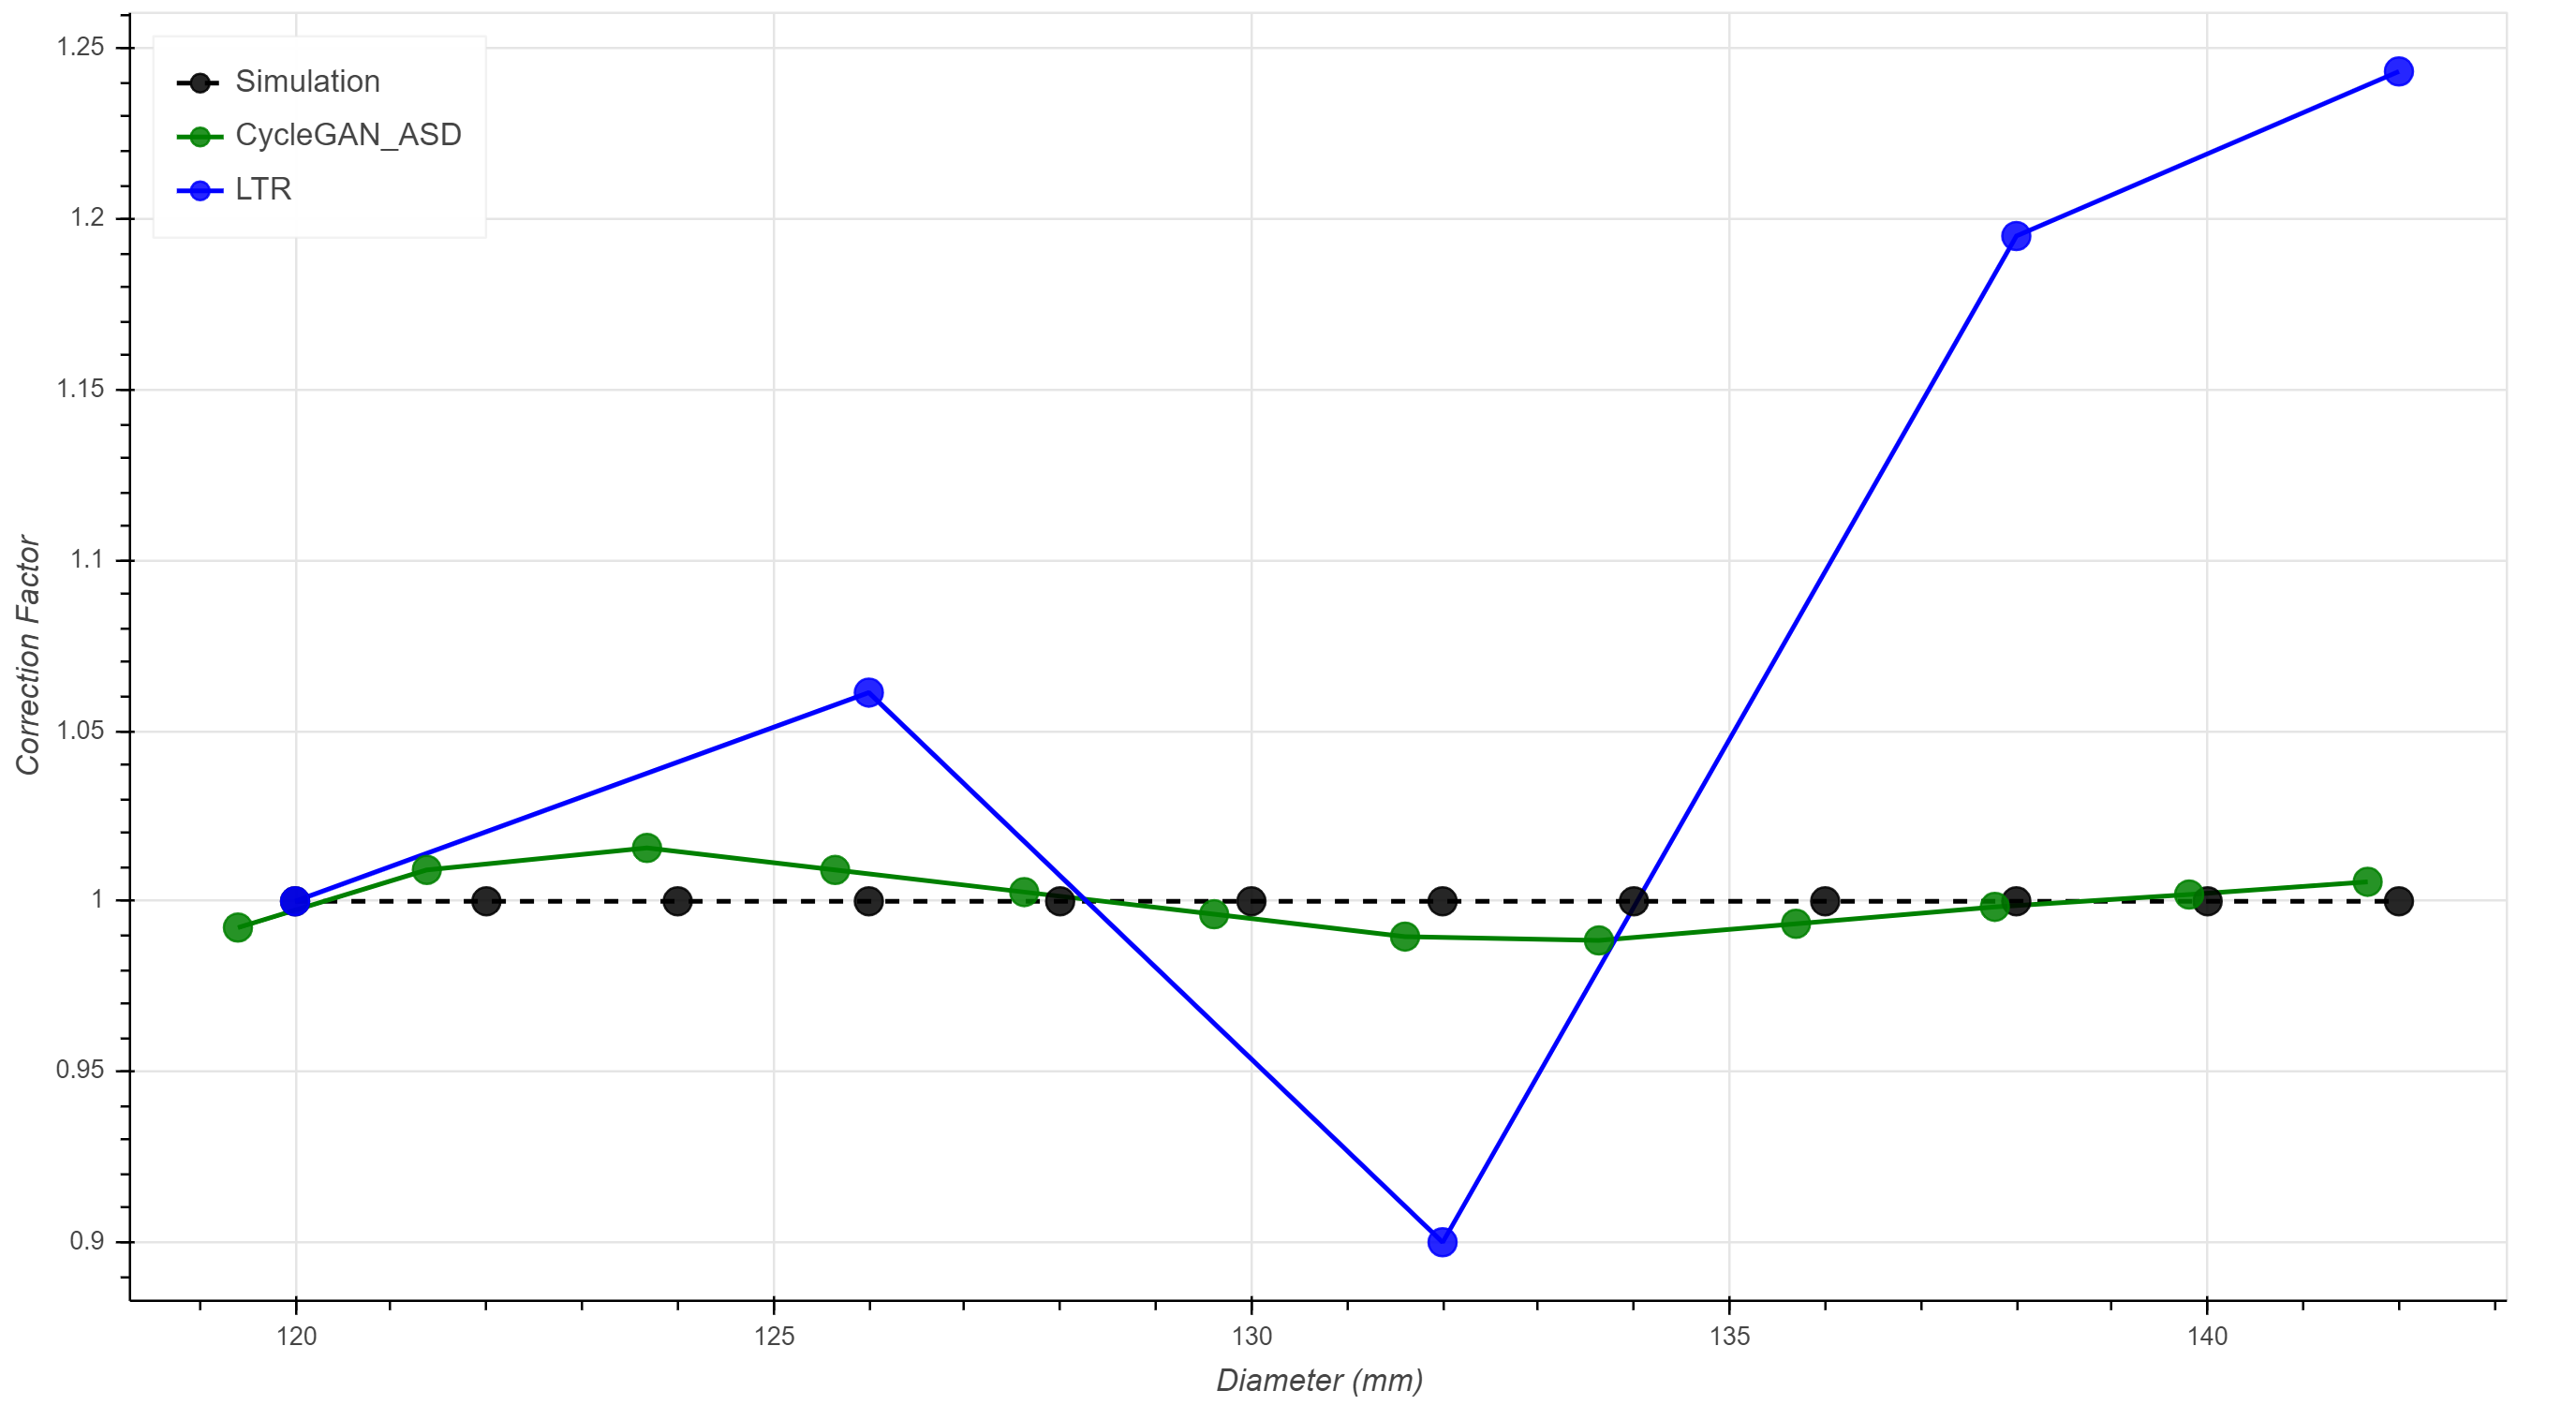 1.25
1.2
1.15
1.1
1.05
1
0.95
0.9
Correction Factor
Simulation
CycleGAN_ASD
LTR
120 125 130 135 140
Diameter (mm)